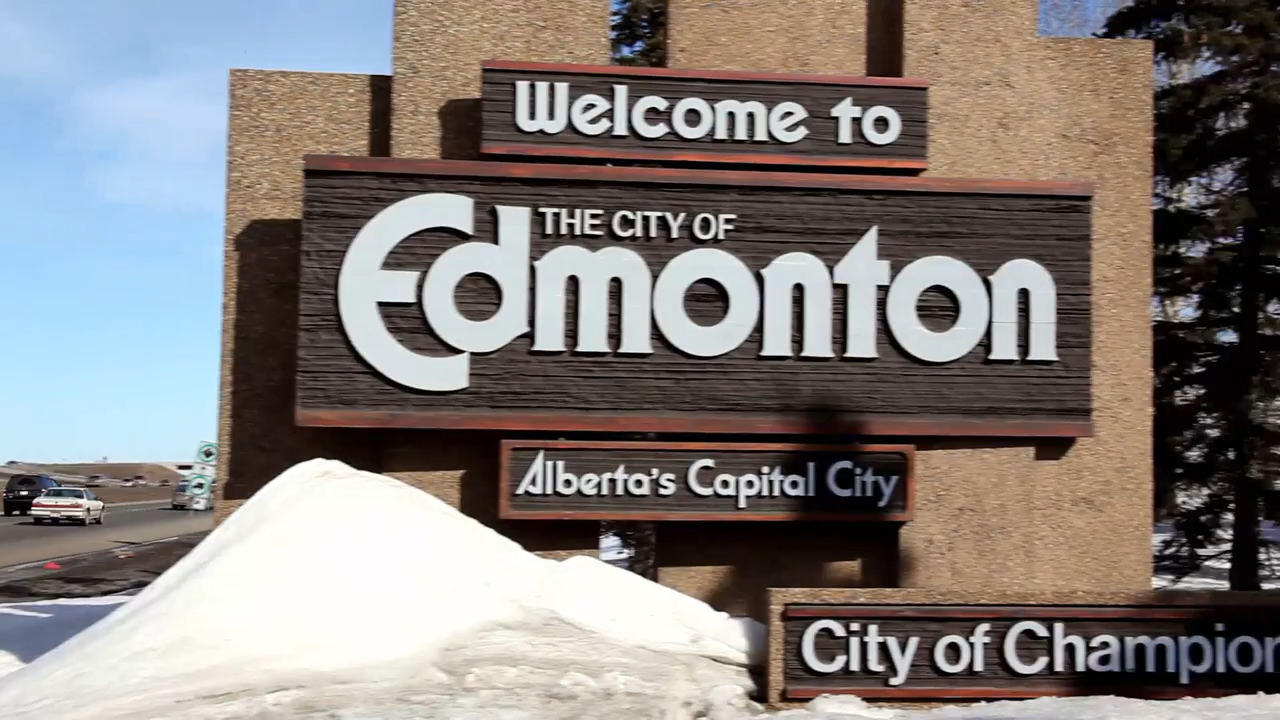 Welcome to
THE CITY OF
Edmonton
Alberta's Capital City
City of Champion